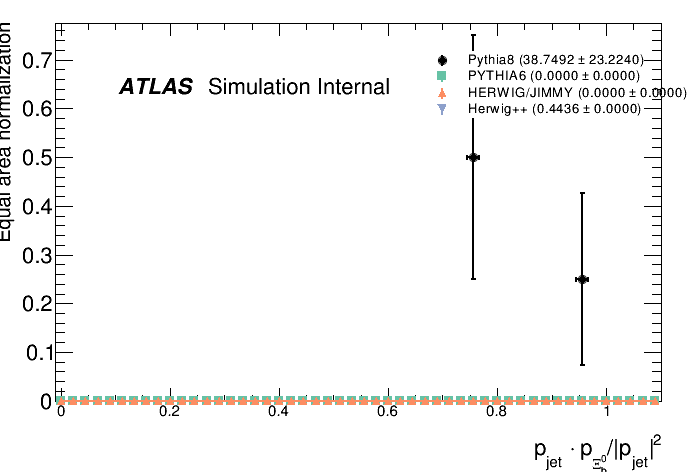 Equal area normalization
0.7
0.6
0.5
0.4
0.3
0.2
0.1
0
ATLAS Simulation Internal
Pythia8 (38.7492 ± 23.2240)
PYTHIA6 (0.0000 ± 0.0000)
HERWIG/JIMMY (0.0000 ± 0.0000)
Herwig++ (0.4436 ± 0.0000)
0 0.2 0.4 0.6 0.8 1
p_jet · p_Ξ⁰_b/|p_jet|²